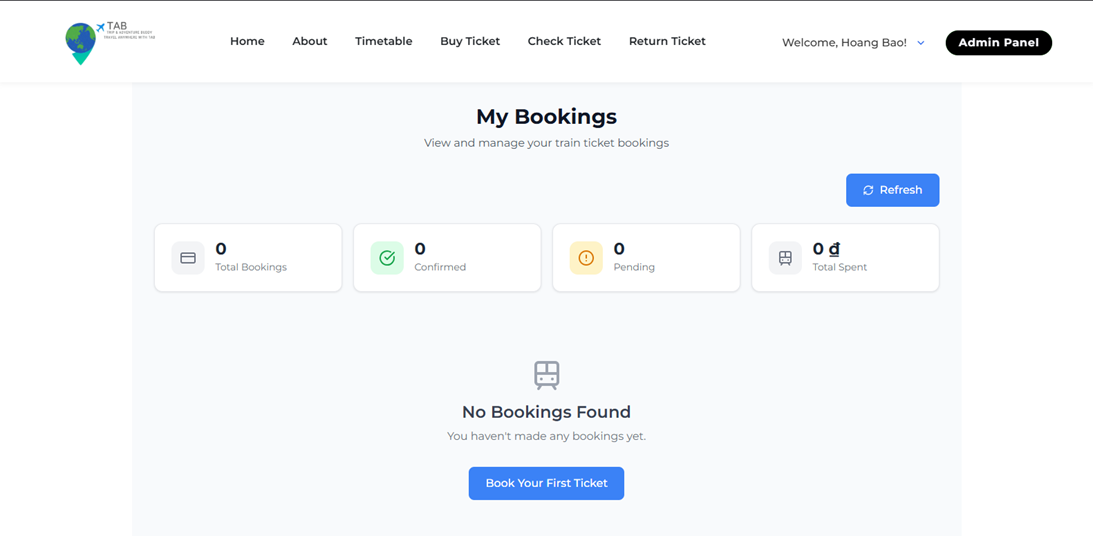 TAB
TRIP & ADVENTURE BUDDY
TRAVEL ANYWHERE WITH TAB
Home
About
Timetable
Buy Ticket
Check Ticket
Return Ticket
Welcome, Hoang Bao!
Admin Panel
My Bookings
View and manage your train ticket bookings
Refresh
0
Total Bookings
0
Confirmed
0
Pending
0 ₫
Total Spent
No Bookings Found
You haven't made any bookings yet.
Book Your First Ticket